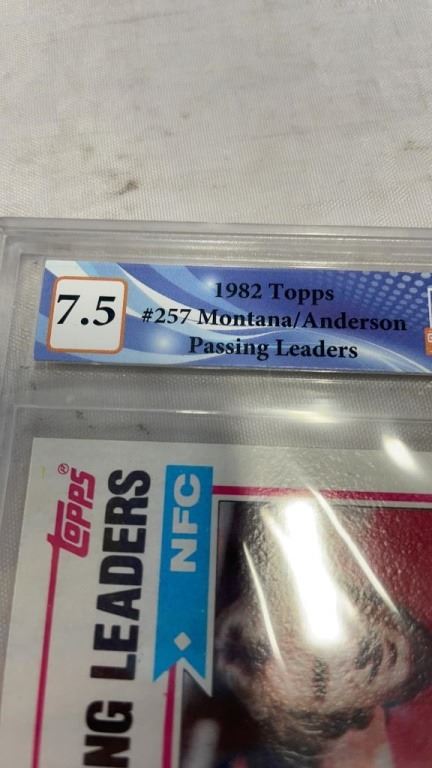 7.5
1982 Topps
#257 Montana/Anderson
Passing Leaders
TOPPS®
NG LEADERS
NFC